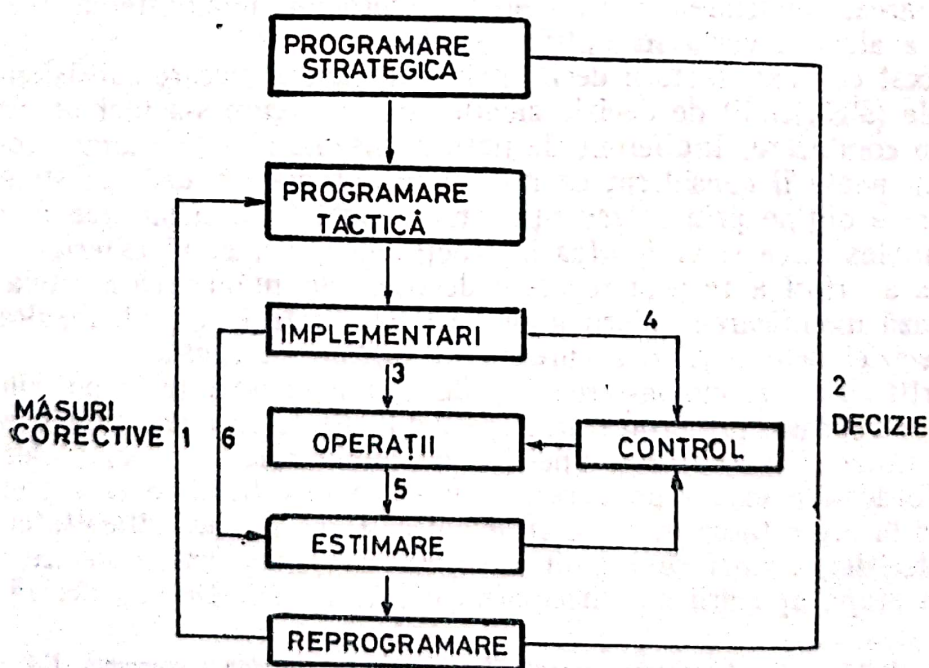 PROGRAMARE
STRATEGICA
PROGRAMARE
TACTICĂ
IMPLEMENTARI
4
3
2
MĂSURI
CORECTIVE
1
6
OPERAȚII
CONTROL
DECIZIE
5
ESTIMARE
REPROGRAMARE